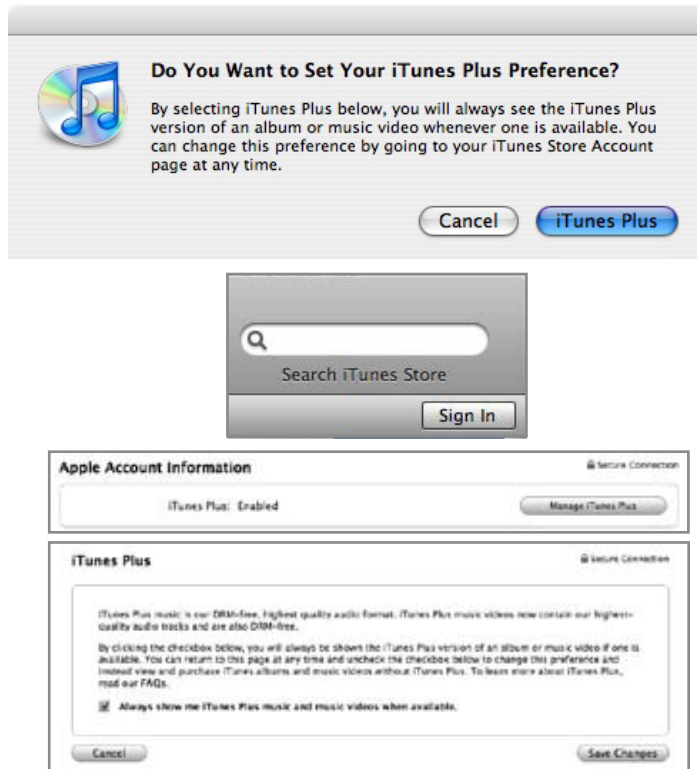 Do You Want to Set Your iTunes Plus Preference?
By selecting iTunes Plus below, you will always see the iTunes Plus
version of an album or music video whenever one is available. You
can change this preference by going to your iTunes Store Account
page at any time.
Cancel
iTunes Plus
Search iTunes Store
Sign In
Apple Account Information
Secure Connection
iTunes Plus: Enabled
Manage iTunes Plus
iTunes Plus
Secure Connection
iTunes Plus music is our DRM-free, highest quality audio format. iTunes Plus music videos now contain our highest-
quality audio tracks and are also DRM-free.
By clicking the checkbox below, you will always be shown the iTunes Plus version of an album or music video if one is
available. You can return to this page at any time and uncheck the checkbox below to change this preference and
instead view and purchase iTunes albums and music videos without iTunes Plus. To learn more about iTunes Plus,
read our FAQs.
Always show me iTunes Plus music and music videos when available.
Cancel
Save Changes